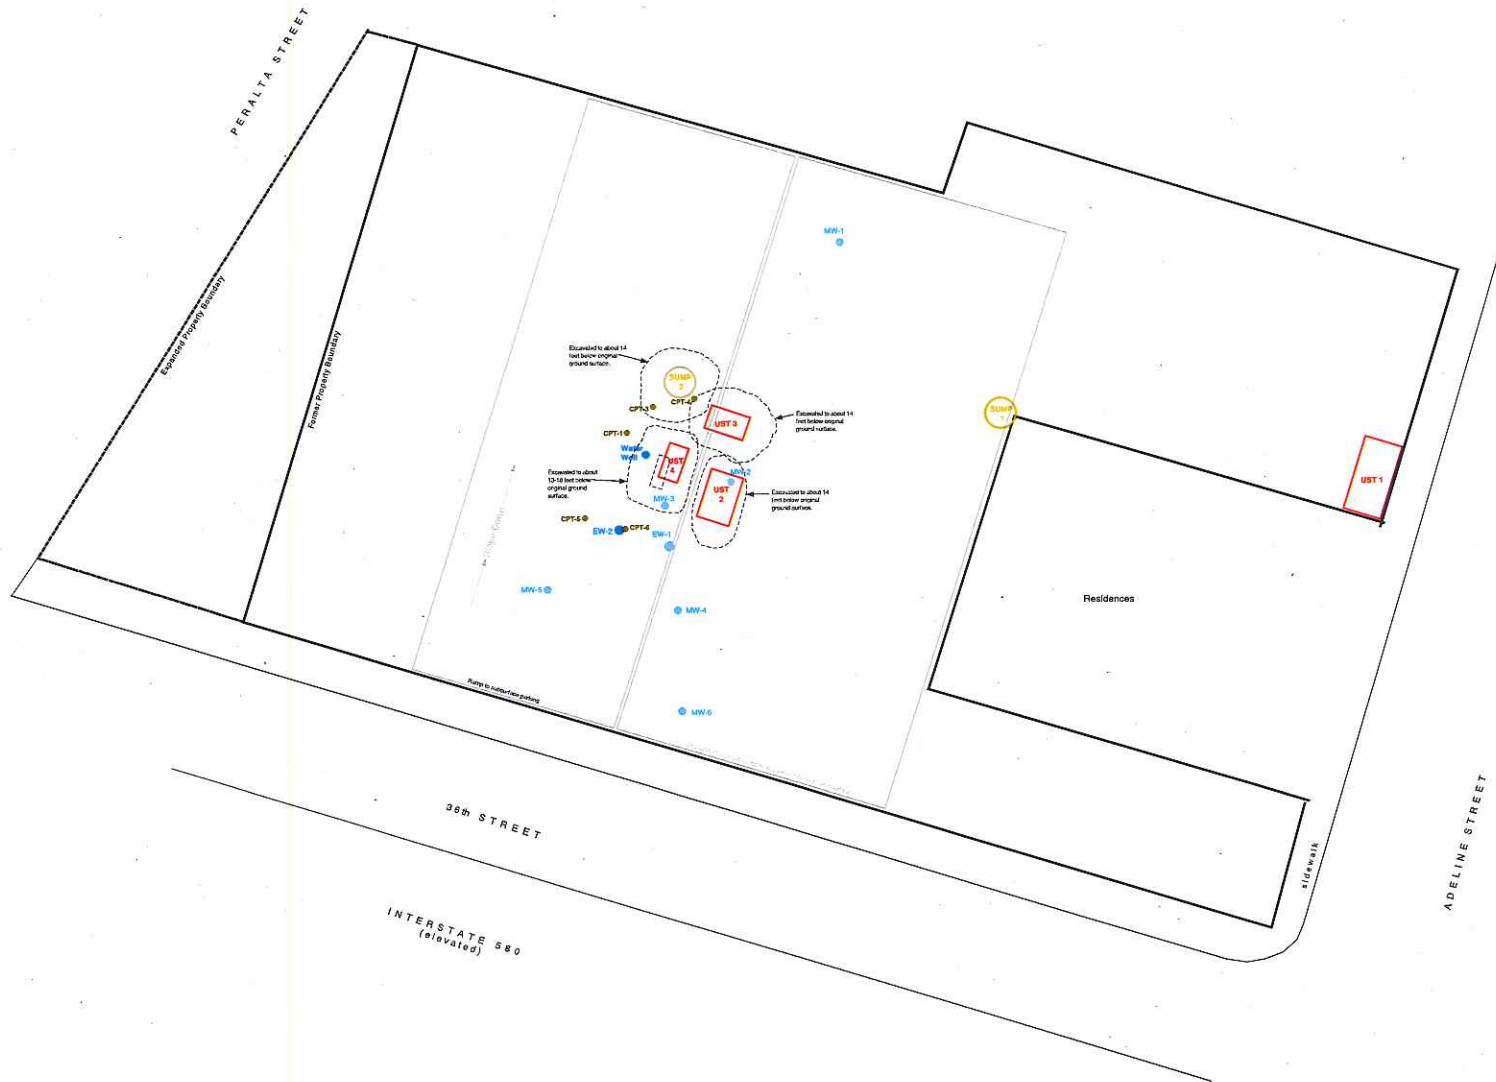 PERALTA STREET
MW-1
Expanded Property Boundary
Former Property Boundary
Excavated to about 14
feet below original
ground surface.
SUMP
2
CPT-3
CPT-4
UST 3
Excavated to about 14
feet below original
ground surface.
SUMP
1
CPT-1
Water
Well
UST
4
MW-2
UST
2
UST 1
Excavated to about
13-18 feet below
original ground
surface.
Excavated to about 14
feet below original
ground surface.
MW-3
CPT-5
EW-2
CPT-6
EW-1
MW-5
MW-4
Residences
Ramp to subsurface parking
MW-6
36th STREET
sidewalk
ADELINE STREET
INTERSTATE 580
(elevated)